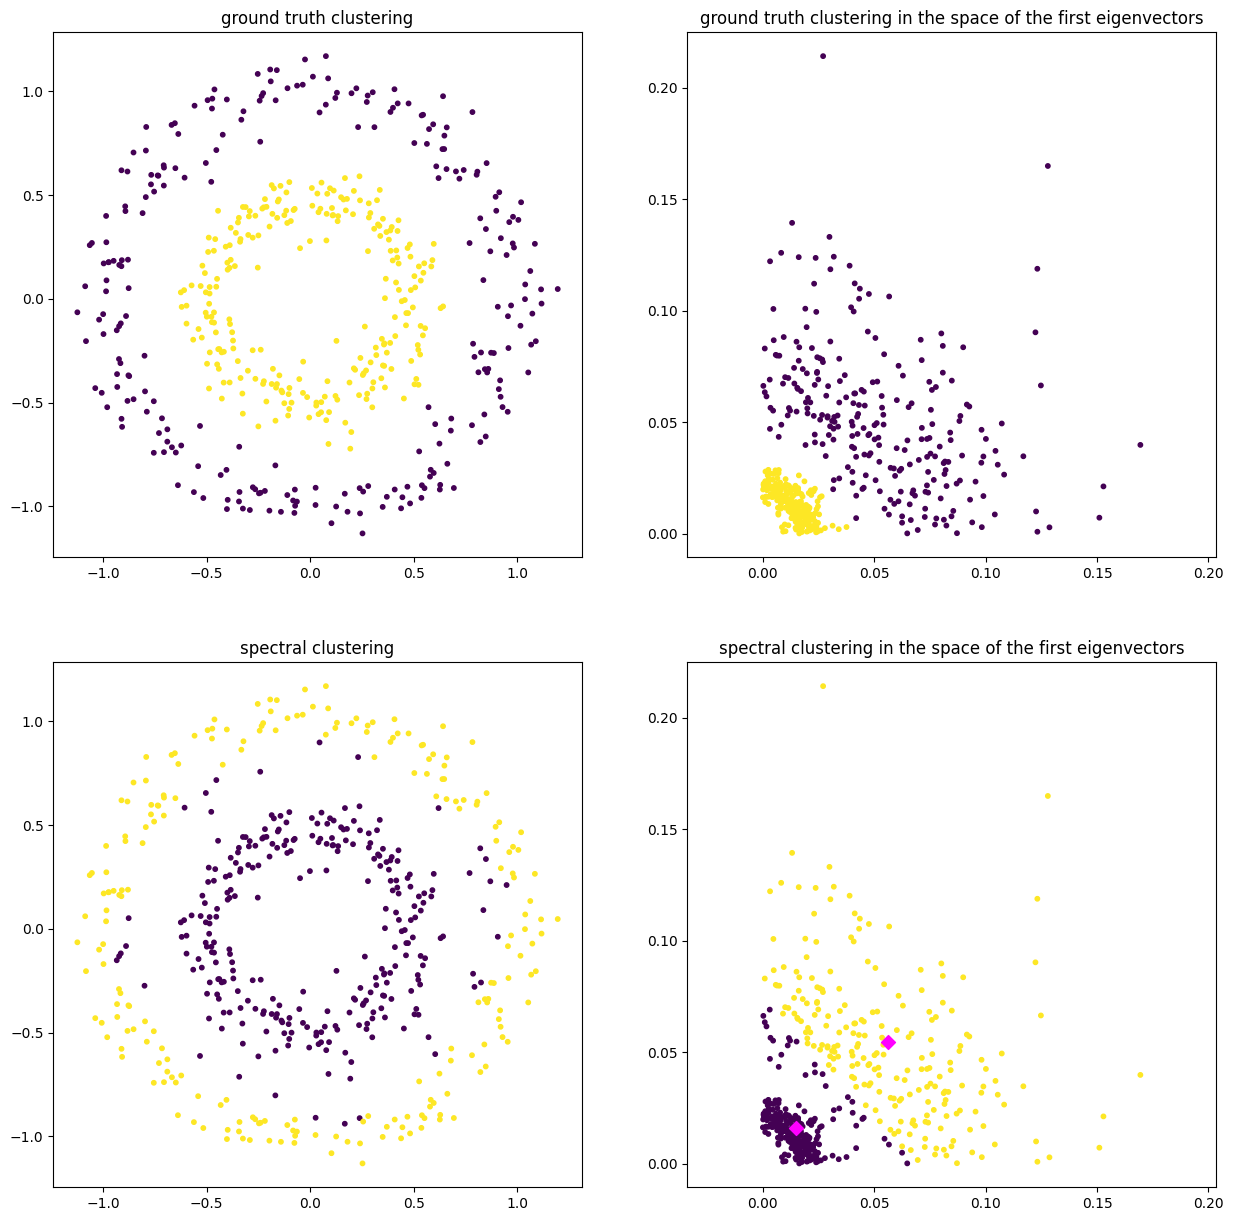 ground truth clustering
1.0
0.5
0.0
−0.5
−1.0
−1.0 −0.5 0.0 0.5 1.0
ground truth clustering in the space of the first eigenvectors
0.20
0.15
0.10
0.05
0.00
0.00 0.05 0.10 0.15 0.20
spectral clustering
1.0
0.5
0.0
−0.5
−1.0
−1.0 −0.5 0.0 0.5 1.0
spectral clustering in the space of the first eigenvectors
0.20
0.15
0.10
0.05
0.00
0.00 0.05 0.10 0.15 0.20